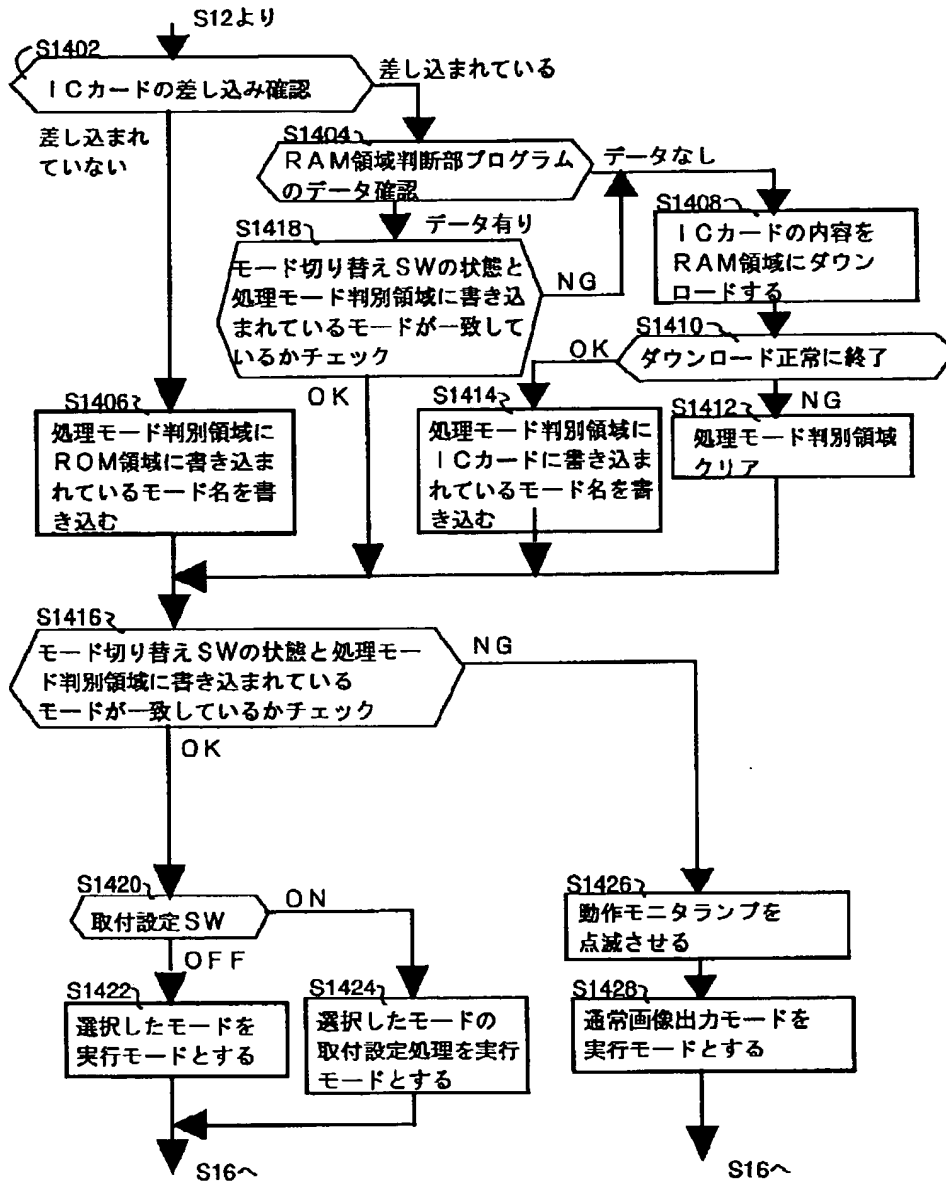 S12より
S1402
ICカードの差し込み確認
差し込まれている
差し込まれ
ていない
S1404
RAM領域判断部プログラム
のデータ確認
データなし
データ有り
S1408
ICカードの内容を
RAM領域にダウン
ロードする
S1418
モード切り替えSWの状態と
処理モード判別領域に書き込
まれているモードが一致して
いるかチェック
NG
OK
S1410
ダウンロード正常に終了
OK
NG
S1406
処理モード判別領域に
ROM領域に書き込ま
れているモード名を書
き込む
S1414
処理モード判別領域に
ICカードに書き込ま
れているモード名を書
き込む
S1412
処理モード判別領域
クリア
S1416
モード切り替えSWの状態と処理モー
ド判別領域に書き込まれている
モードが一致しているかチェック
NG
OK
S1420
取付設定SW
ON
OFF
S1422
選択したモードを
実行モードとする
S1424
選択したモードの
取付設定処理を実行
モードとする
S1426
動作モニタランプを
点滅させる
S1428
通常画像出力モードを
実行モードとする
S16へ
S16へ